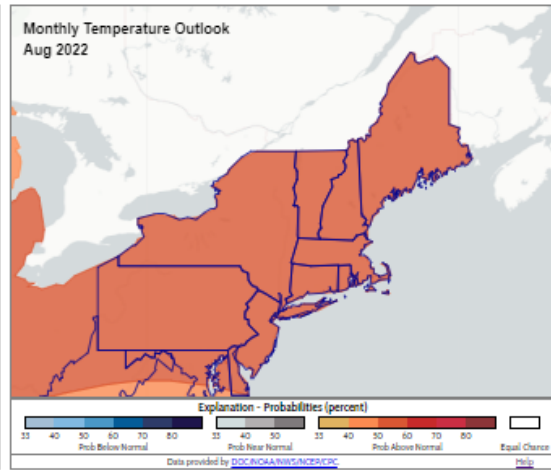 Monthly Temperature Outlook
Aug 2022
Explanation - Probabilities (percent)
33 40 50 60 70 80 33 40 50 33 40 50 60 70 80
Prob Below Normal Prob Near Normal Prob Above Normal Equal Chance
Data provided by DOC/NOAA/NWS/NCEP/CPC. Help